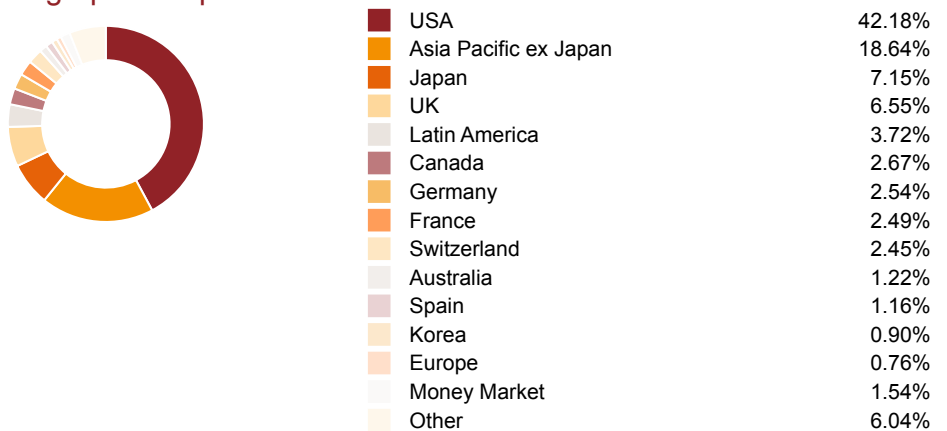 USA 42.18%
Asia Pacific ex Japan 18.64%
Japan 7.15%
UK 6.55%
Latin America 3.72%
Canada 2.67%
Germany 2.54%
France 2.49%
Switzerland 2.45%
Australia 1.22%
Spain 1.16%
Korea 0.90%
Europe 0.76%
Money Market 1.54%
Other 6.04%